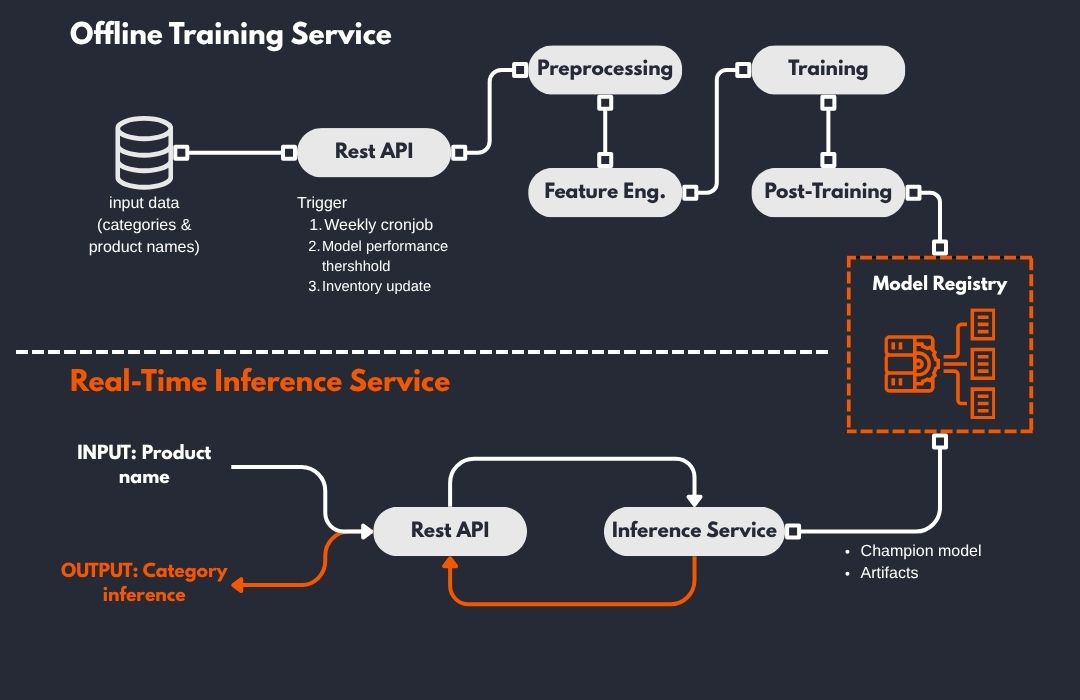 Offline Training Service
Preprocessing
Training
Rest API
Feature Eng.
Post-Training
input data
(categories &
product names)
Trigger
1. Weekly cronjob
2. Model performance
thershhold
3. Inventory update
Model Registry
Real-Time Inference Service
INPUT: Product
name
Rest API
Inference Service
OUTPUT: Category
inference
• Champion model
• Artifacts